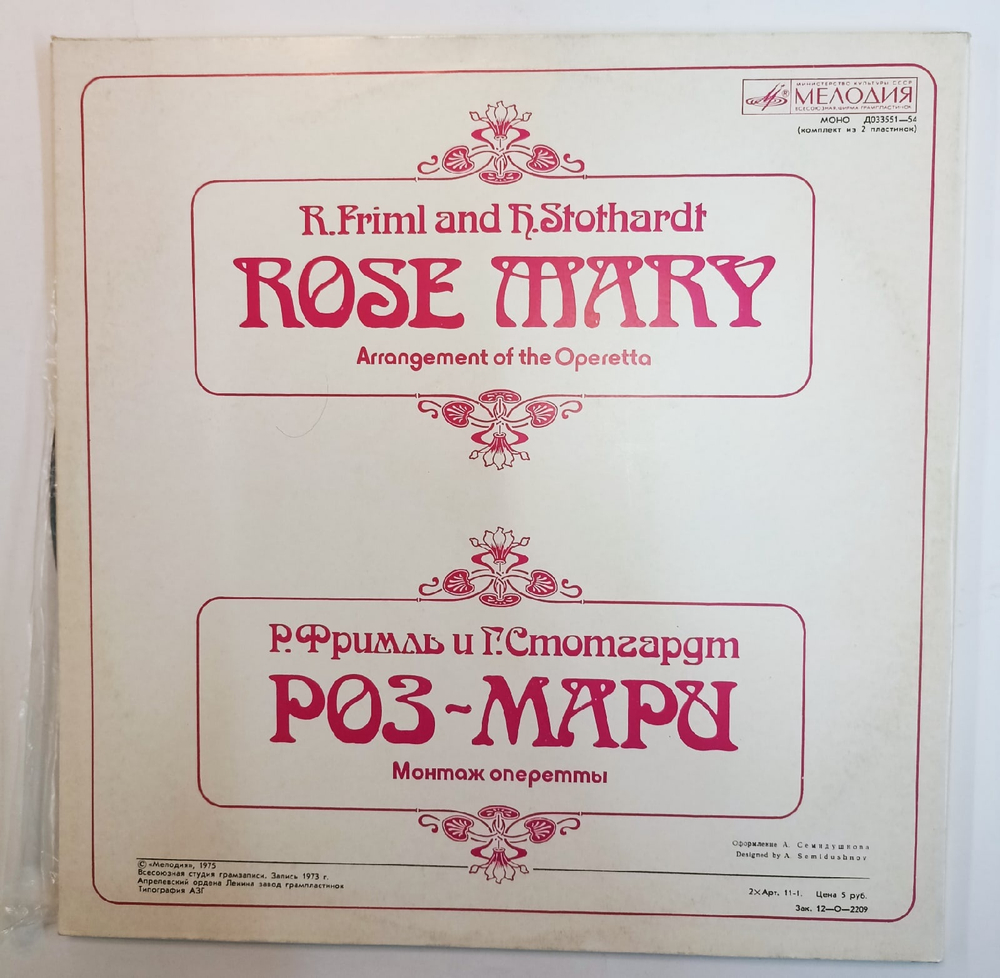 МИНИСТЕРСТВО КУЛЬТУРЫ СССР
МЕЛОДИЯ
ВСЕСОЮЗНАЯ ФИРМА ГРАМПЛАСТИНОК
МОНО Д033551—54
(комплект из 2 пластинок)
R.Friml and H.Stothardt
ROSE MARY
Arrangement of the Operetta
Р.Фримль и Г.Стотгардт
РОЗ-МАРИ
Монтаж оперетты
Оформление А. Семидушкова
Designed by A. Semidushnov
© «Мелодия», 1975
Всесоюзная студия грамзаписи. Запись 1973 г.
Апрелевский ордена Ленина завод грампластинок
Типография АЗГ
2×Арт. 11-1. Цена 5 руб.
Зак. 12—О—2209